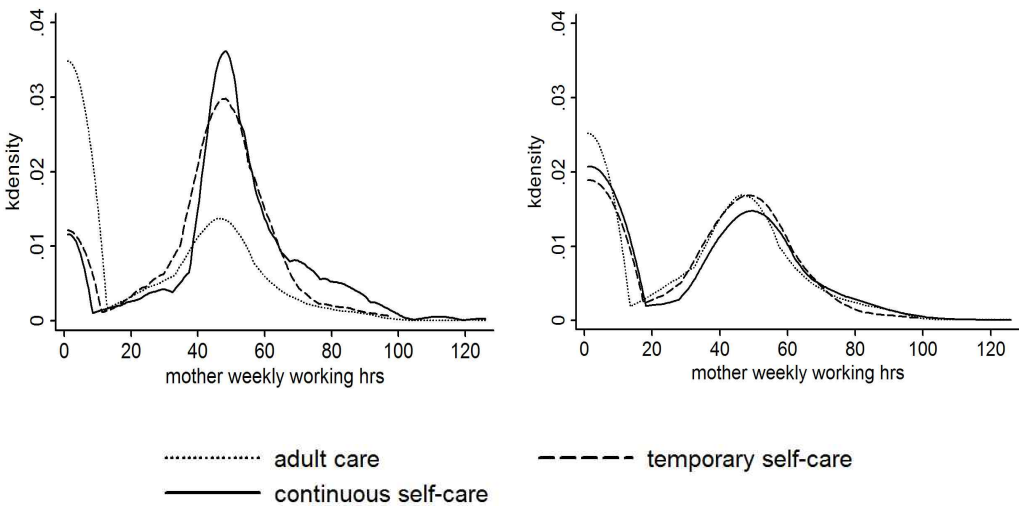 .04
.03
.02
.01
0
kdensity
0 20 40 60 80 100 120
mother weekly working hrs
.04
.03
.02
.01
0
kdensity
0 20 40 60 80 100 120
mother weekly working hrs
adult care
temporary self-care
continuous self-care